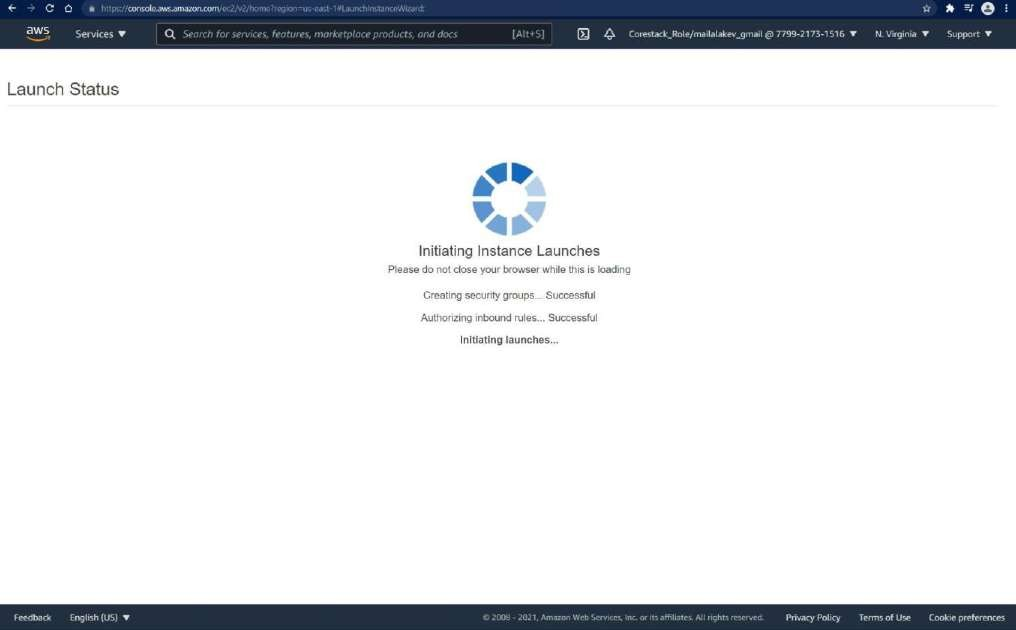 https://console.aws.amazon.com/ec2/v2/home?region=us-east-1#LaunchInstanceWizard:
aws Services Search for services, features, marketplace products, and docs [Alt+S] Corestack_Role/mailalakev_gmail @ 7799-2173-1516 N. Virginia Support
Launch Status
Initiating Instance Launches
Please do not close your browser while this is loading
Creating security groups... Successful
Authorizing inbound rules... Successful
Initiating launches...
Feedback English (US) © 2008 - 2021, Amazon Web Services, Inc. or its affiliates. All rights reserved. Privacy Policy Terms of Use Cookie preferences